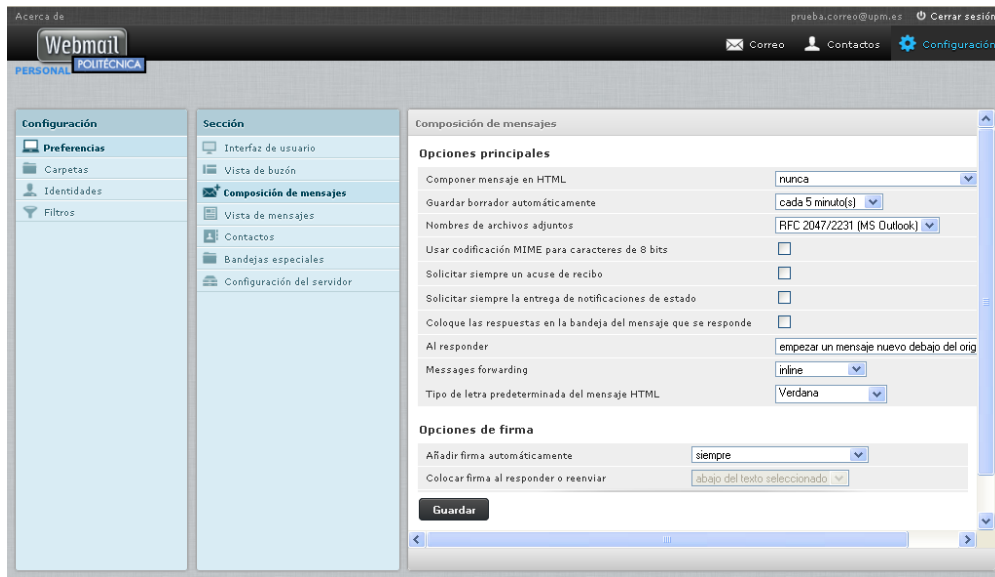 Acerca de
prueba.correo@upm.es Cerrar sesión
Webmail
POLITÉCNICA
PERSONAL
Correo Contactos Configuración
Configuración
Preferencias
Carpetas
Identidades
Filtros
Sección
Interfaz de usuario
Vista de buzón
Composición de mensajes
Vista de mensajes
Contactos
Bandejas especiales
Configuración del servidor
Composición de mensajes
Opciones principales
Componer mensaje en HTML nunca
Guardar borrador automáticamente cada 5 minuto(s)
Nombres de archivos adjuntos RFC 2047/2231 (MS Outlook)
Usar codificación MIME para caracteres de 8 bits
Solicitar siempre un acuse de recibo
Solicitar siempre la entrega de notificaciones de estado
Coloque las respuestas en la bandeja del mensaje que se responde
Al responder empezar un mensaje nuevo debajo del orig
Messages forwarding inline
Tipo de letra predeterminada del mensaje HTML Verdana
Opciones de firma
Añadir firma automáticamente siempre
Colocar firma al responder o reenviar abajo del texto seleccionado
Guardar